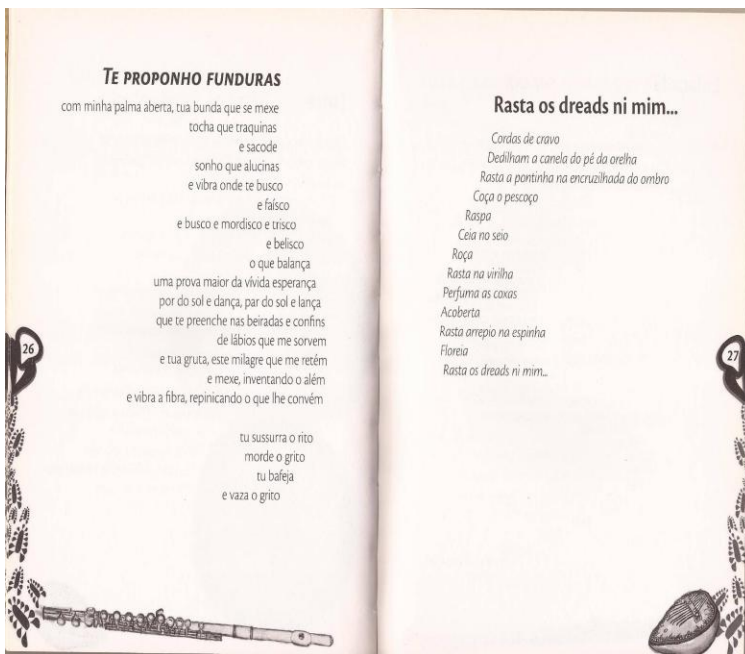 TE PROPONHO FUNDURAS
com minha palma aberta, tua bunda que se mexe
tocha que traquinas
e sacode
sonho que alucinas
e vibra onde te busco
e faísco
e busco e mordisco e trisco
e belisco
o que balança
uma prova maior da vívida esperança
por do sol e dança, par do sol e lança
que te preenche nas beiradas e confins
de lábios que me sorvem
e tua gruta, este milagre que me retém
e mexe, inventando o além
e vibra a fibra, repinicando o que lhe convém
tu sussurra o rito
morde o grito
tu bafeja
e vaza o grito
26
Rasta os dreads ni mim...
Cordas de cravo
Dedilham a canela do pé da orelha
Rasta a pontinha na encruzilhada do ombro
Coça o pescoço
Raspa
Ceia no seio
Roça
Rasta na virilha
Perfuma as coxas
Acoberta
Rasta arrepio na espinha
Floreia
Rasta os dreads ni mim...
27